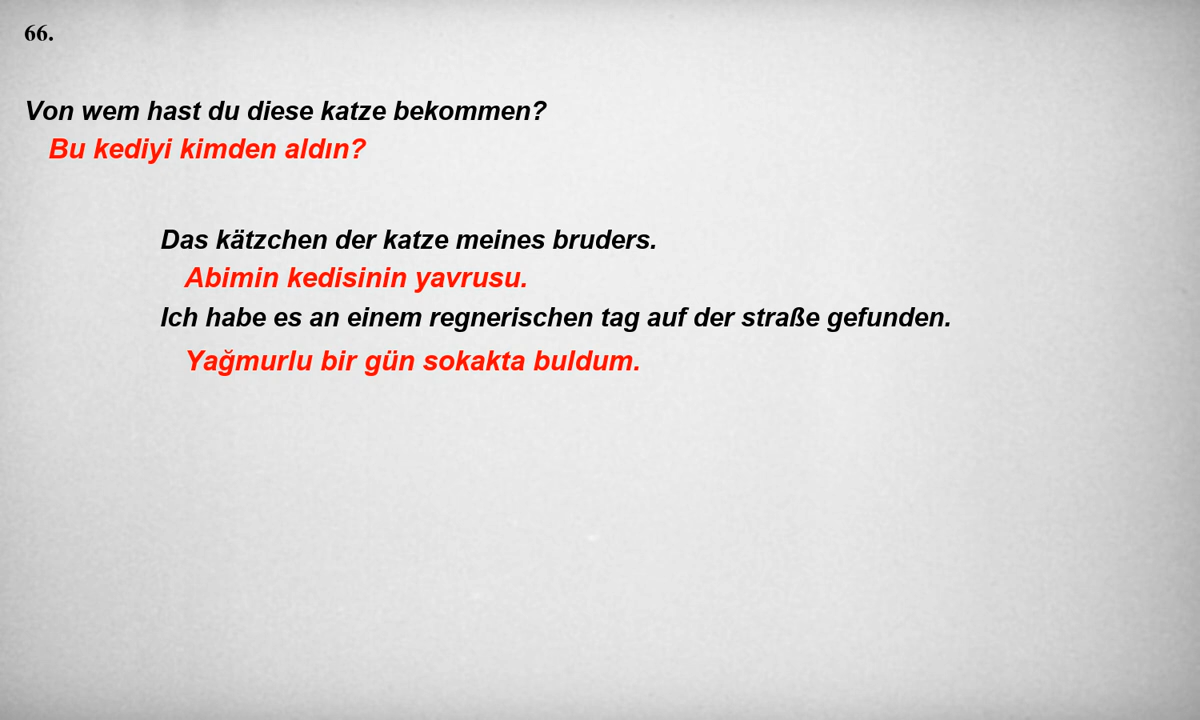 66.
Von wem hast du diese katze bekommen?
Bu kediyi kimden aldın?
Das kätzchen der katze meines bruders.
Abimin kedisinin yavrusu.
Ich habe es an einem regnerischen tag auf der straße gefunden.
Yağmurlu bir gün sokakta buldum.